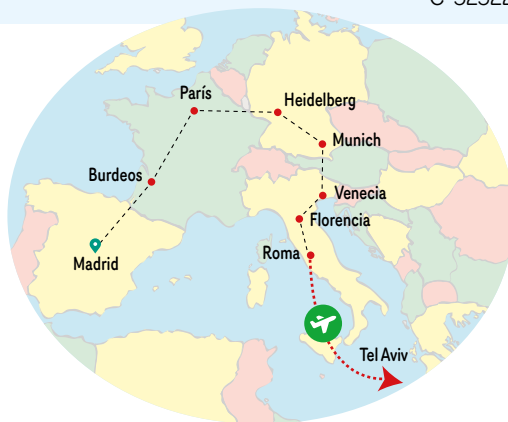 París
Heidelberg
Munich
Burdeos
Venecia
Florencia
Madrid
Roma
Tel Aviv